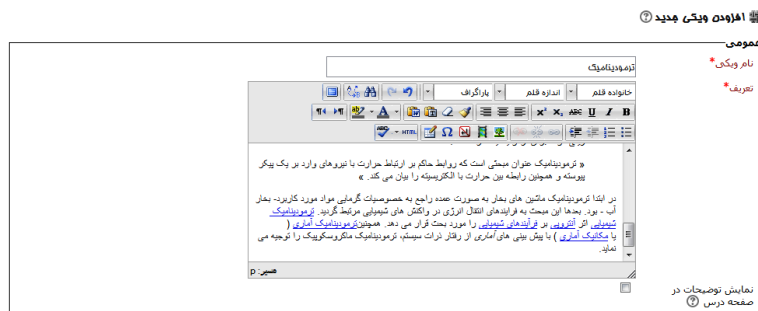 افزودن ویکی جدید
عمومی
نام ویکی*
ترمودینامیک
تعریف*
خانواده قلم
اندازه قلم
پاراگراف
B I U ABC x₂ x²
HTML
« ترمودینامیک عنوان مبحثی است که روابط حاکم بر ارتباط حرارت با نیروهای وارد بر یک پیکر
پیوسته و همچنین رابطه بین حرارت با الکتریسیته را بیان می کند. »
در ابتدا ترمودینامیک ماشین های بخار به صورت عمده راجع به خصوصیات گرمایی مواد مورد کاربرد- بخار
آب - بود. بعدها این مبحث به فرایندهای انتقال انرژی در واکنش های شیمیایی مرتبط گردید. ترمودینامیک
شیمیایی اثر آنتروپی بر فرآیندهای شیمیایی را مورد بحث قرار می دهد. همچنین ترمودینامیک آماری (
یا مکانیک آماری ) با پیش بینی های آماری از رفتار ذرات سیستم، ترمودینامیک ماکروسکوپیک را توجیه می
نماید.
مسیر: p
نمایش توضیحات در
صفحه درس